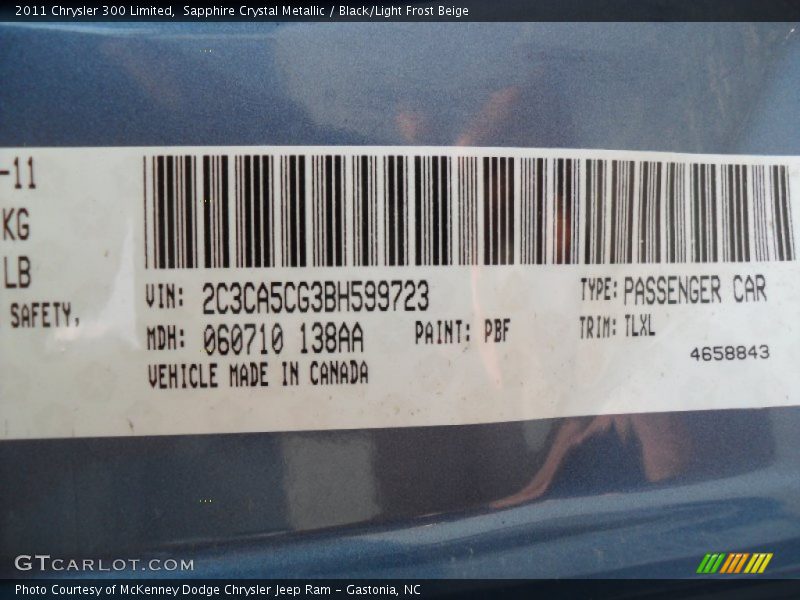 2011 Chrysler 300 Limited, Sapphire Crystal Metallic / Black/Light Frost Beige
-11
KG
LB
SAFETY,
VIN: 2C3CA5CG3BH599723
TYPE: PASSENGER CAR
MDH: 060710 138AA
PAINT: PBF
TRIM: TLXL
4658843
VEHICLE MADE IN CANADA
GTCARLOT.COM
Photo Courtesy of McKenney Dodge Chrysler Jeep Ram – Gastonia, NC